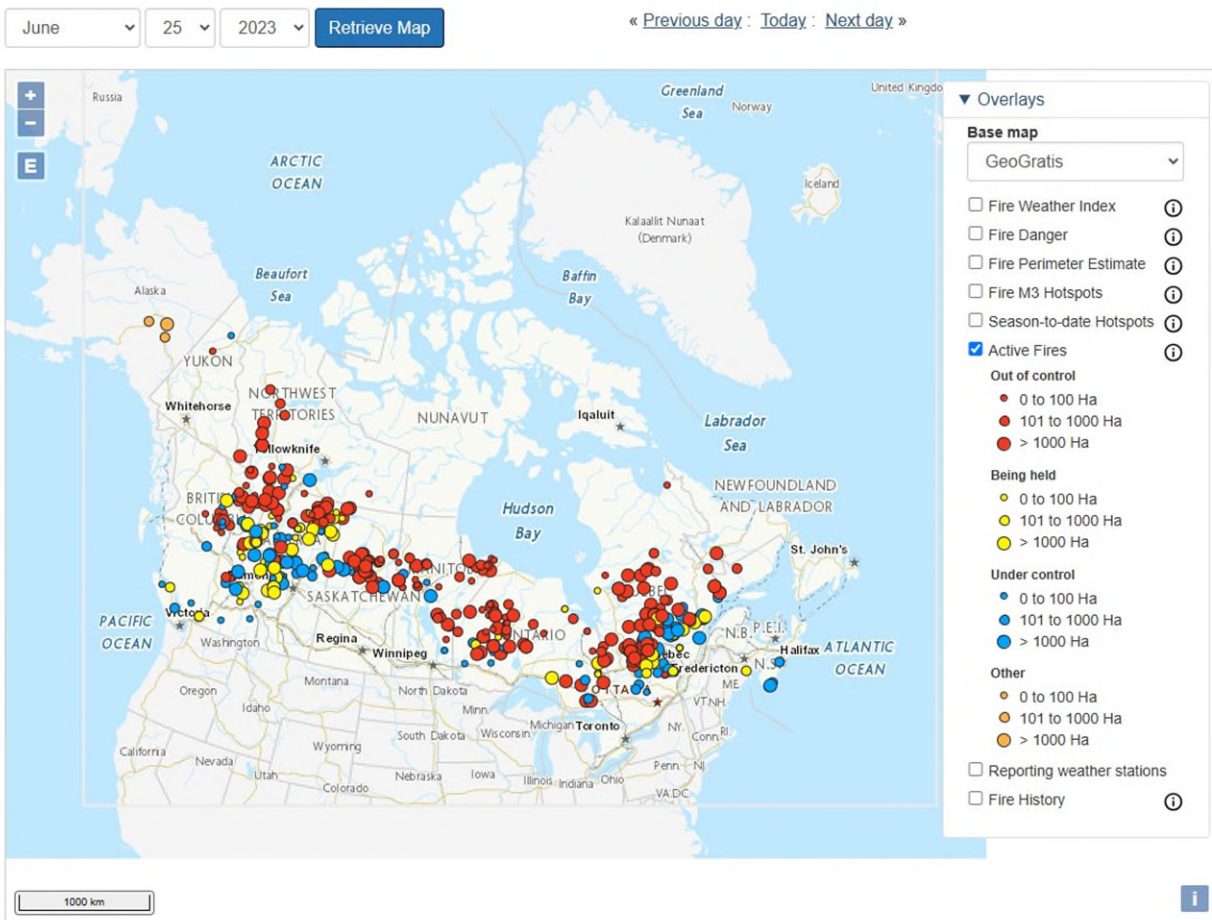 June 25 2023 Retrieve Map « Previous day : Today : Next day »
+
−
E
Russia
Greenland
Sea
Norway
United Kingdo
ARCTIC
OCEAN
Iceland
Kalaallit Nunaat
(Denmark)
Beaufort
Sea
Baffin
Bay
Alaska
YUKON
NORTHWEST
TERRITORIES
Whitehorse
NUNAVUT
Iqaluit
Labrador
Sea
NEWFOUNDLAND
AND LABRADOR
Hudson
Bay
St. John's
SASKATCHEWAN
ONTARIO
PACIFIC
OCEAN
Victoria
Washington
Regina
Winnipeg
N.B.
P.E.I.
Halifax
ATLANTIC
OCEAN
Fredericton
N.S.
ME
OTTAWA
VT.
NH.
Montana
North Dakota
Minn.
Oregon
Idaho
South Dakota
Wisconsin
Michigan
Toronto
NY.
Conn.
RI.
California
Nevada
Wyoming
Utah
Colorado
Nebraska
Iowa
Illinois
Indiana
Ohio
Penn.
NJ.
VA.
DC.
▼ Overlays
Base map
GeoGratis
Fire Weather Index
Fire Danger
Fire Perimeter Estimate
Fire M3 Hotspots
Season-to-date Hotspots
Active Fires
Out of control
0 to 100 Ha
101 to 1000 Ha
> 1000 Ha
Being held
0 to 100 Ha
101 to 1000 Ha
> 1000 Ha
Under control
0 to 100 Ha
101 to 1000 Ha
> 1000 Ha
Other
0 to 100 Ha
101 to 1000 Ha
> 1000 Ha
Reporting weather stations
Fire History
1000 km
i